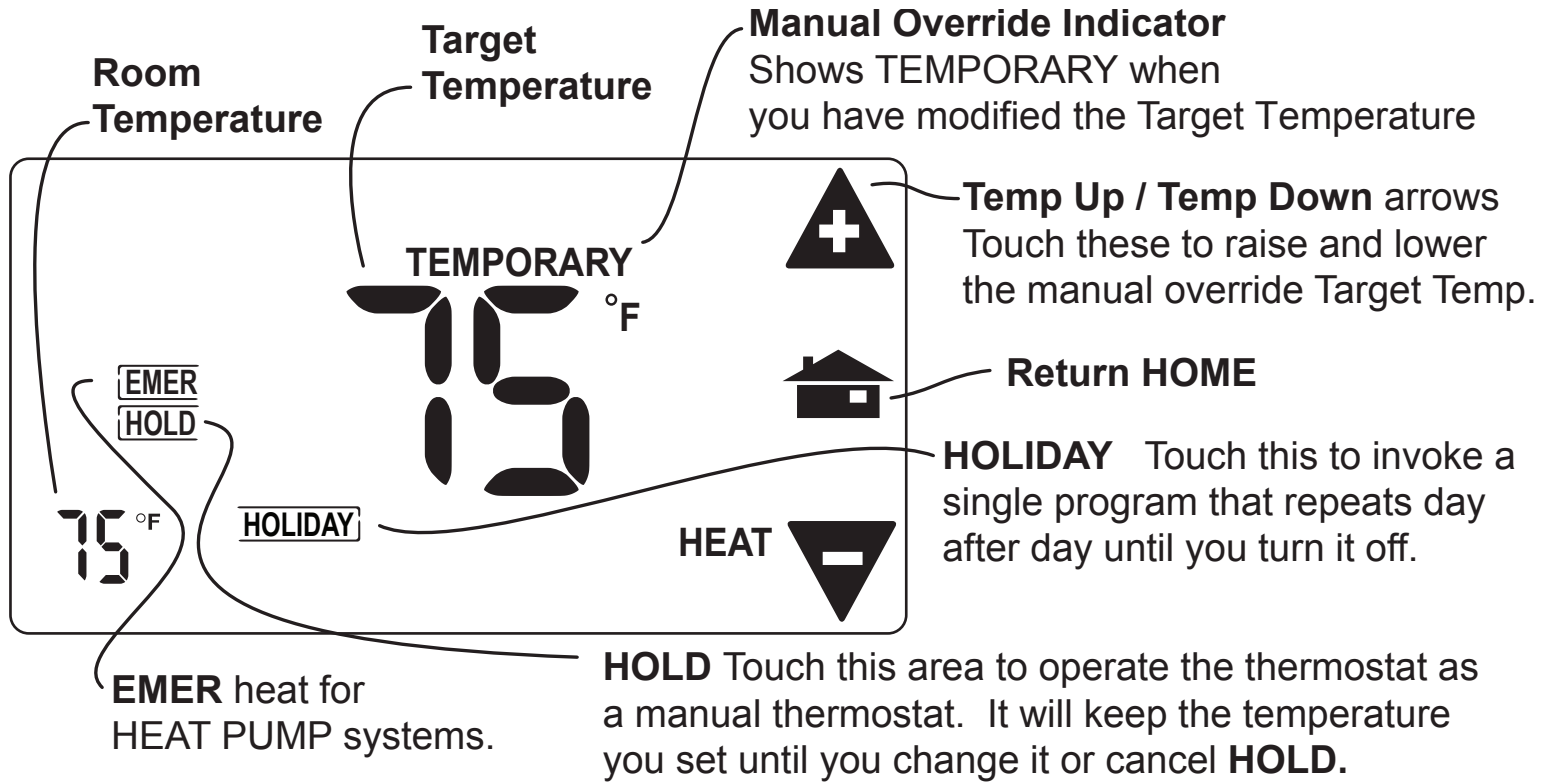 Manual Override Indicator
Shows TEMPORARY when
you have modified the Target Temperature
Target
Temperature
Room
Temperature
Temp Up / Temp Down arrows
Touch these to raise and lower
the manual override Target Temp.
TEMPORARY
75 °F
Return HOME
EMER
HOLD
HOLIDAY Touch this to invoke a
single program that repeats day
after day until you turn it off.
75 °F
HOLIDAY
HEAT
EMER heat for
HEAT PUMP systems.
HOLD Touch this area to operate the thermostat as
a manual thermostat. It will keep the temperature
you set until you change it or cancel HOLD.